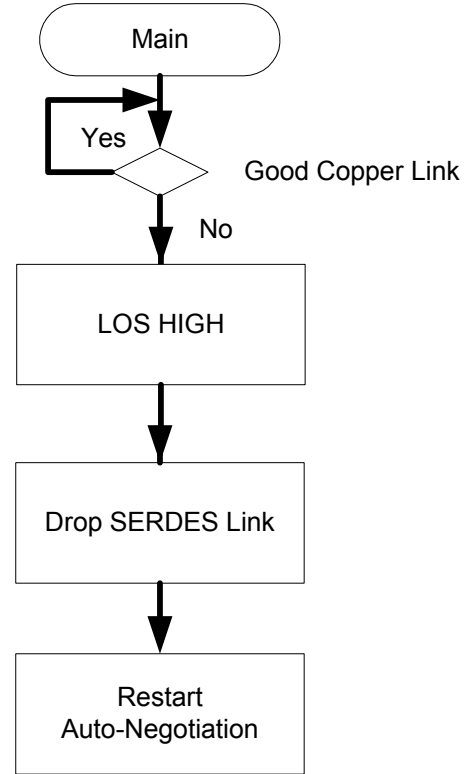 Main
Yes
Good Copper Link
No
LOS HIGH
Drop SERDES Link
Restart
Auto-Negotiation